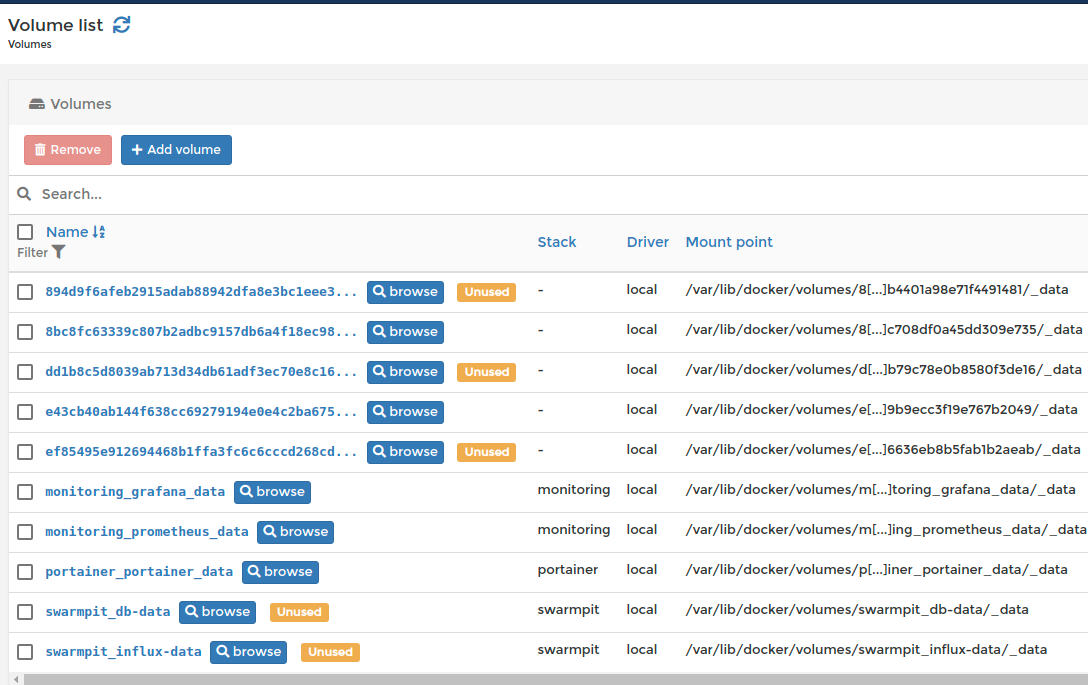 Volume list
Volumes
Volumes
Remove
Add volume
Search...
Name
Filter
Stack Driver Mount point
894d9f6afeb2915adab88942dfa8e3bc1eee3... browse Unused - local /var/lib/docker/volumes/8[...]b4401a98e71f4491481/_data
8bc8fc63339c807b2adbc9157db6a4f18ec98... browse - local /var/lib/docker/volumes/8[...]c708df0a45dd309e735/_data
dd1b8c5d8039ab713d34db61adf3ec70e8c16... browse Unused - local /var/lib/docker/volumes/d[...]b79c78e0b8580f3de16/_data
e43cb40ab144f638cc69279194e0e4c2ba675... browse - local /var/lib/docker/volumes/e[...]9b9ecc3f19e767b2049/_data
ef85495e912694468b1ffa3fc6c6cccd268cd... browse Unused - local /var/lib/docker/volumes/e[...]6636eb8b5fab1b2aeab/_data
monitoring_grafana_data browse monitoring local /var/lib/docker/volumes/m[...]toring_grafana_data/_data
monitoring_prometheus_data browse monitoring local /var/lib/docker/volumes/m[...]ing_prometheus_data/_data
portainer_portainer_data browse portainer local /var/lib/docker/volumes/p[...]iner_portainer_data/_data
swarmpit_db-data browse Unused swarmpit local /var/lib/docker/volumes/swarmpit_db-data/_data
swarmpit_influx-data browse Unused swarmpit local /var/lib/docker/volumes/swarmpit_influx-data/_data